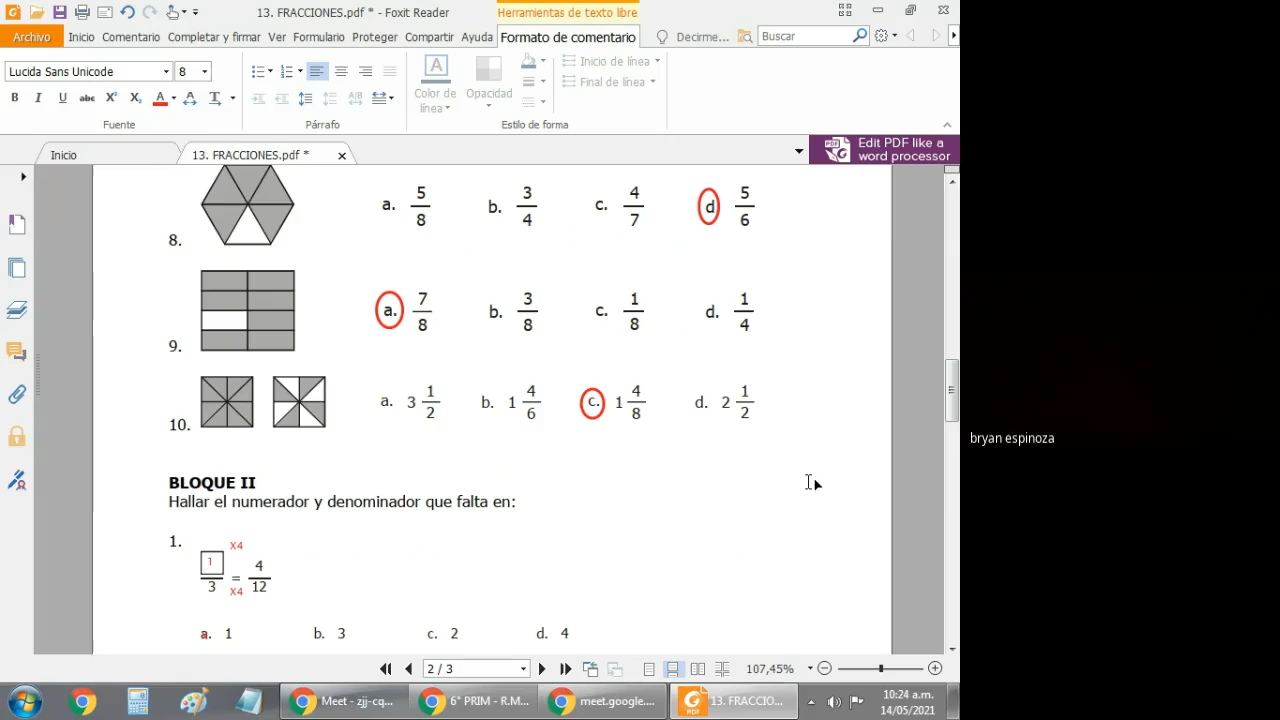 13. FRACCIONES.pdf * - Foxit Reader
Herramientas de texto libre
Archivo Inicio Comentario Completar y firmar Ver Formulario Proteger Compartir Ayuda Formato de comentario Decirme... Buscar
Lucida Sans Unicode 8
Inicio de línea
Final de línea
Color de línea
Opacidad
Fuente Párrafo Estilo de forma
Inicio 13. FRACCIONES.pdf *
Edit PDF like a
word processor
8. a. 5/8 b. 3/4 c. 4/7 d 5/6
9. a. 7/8 b. 3/8 c. 1/8 d. 1/4
10. a. 3 1/2 b. 1 4/6 c. 1 4/8 d. 2 1/2
bryan espinoza
BLOQUE II
Hallar el numerador y denominador que falta en:
1.
X4
1/3 = 4/12
X4
a. 1 b. 3 c. 2 d. 4
2 / 3
107,45%
Meet - zjj-cq... 6° PRIM - R.M... meet.google.... 13. FRACCIO...
10:24 a.m.
14/05/2021